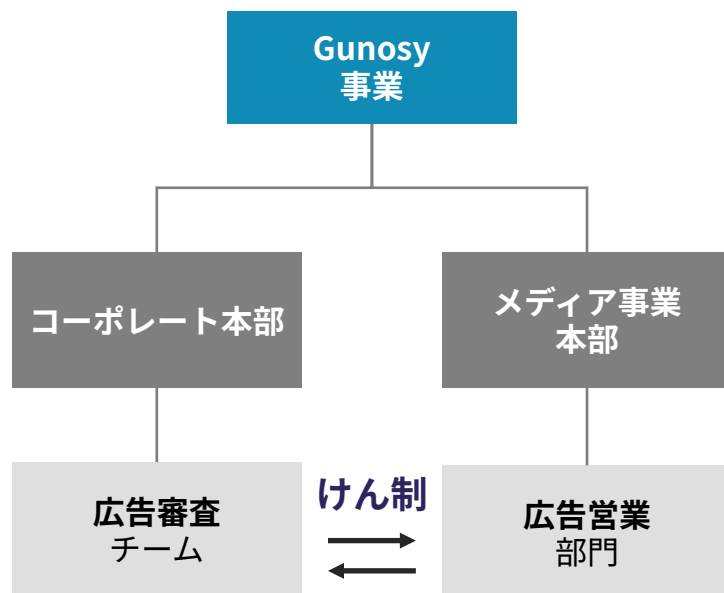 Gunosy
事業
コーポレート本部
メディア事業
本部
広告審査
チーム
けん制
広告営業
部門